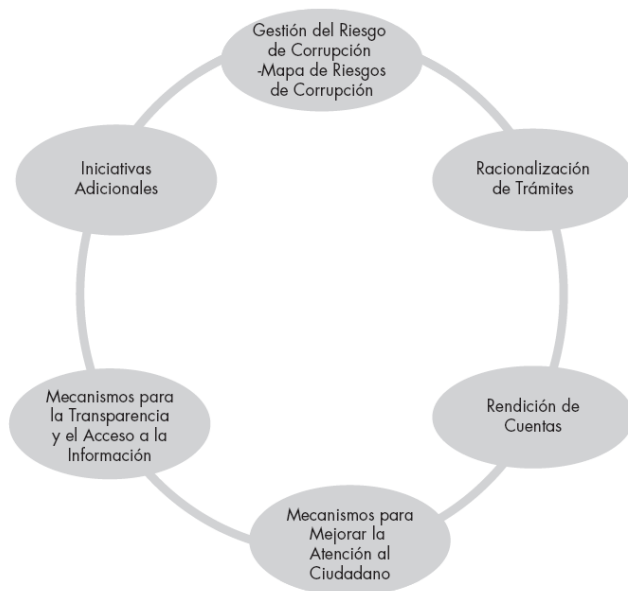 Gestión del Riesgo
de Corrupción
-Mapa de Riesgos
de Corrupción
Racionalización
de Trámites
Rendición de
Cuentas
Mecanismos para
Mejorar la
Atención al
Ciudadano
Mecanismos para
la Transparencia
y el Acceso a la
Información
Iniciativas
Adicionales